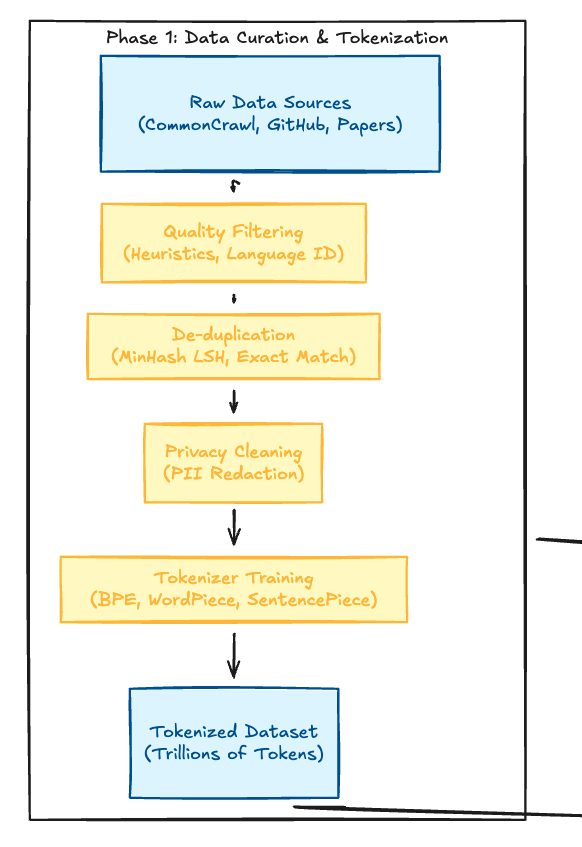 Phase 1: Data Curation & Tokenization
Raw Data Sources
(CommonCrawl, GitHub, Papers)
Quality Filtering
(Heuristics, Language ID)
De-duplication
(MinHash LSH, Exact Match)
Privacy Cleaning
(PII Redaction)
Tokenizer Training
(BPE, WordPiece, SentencePiece)
Tokenized Dataset
(Trillions of Tokens)